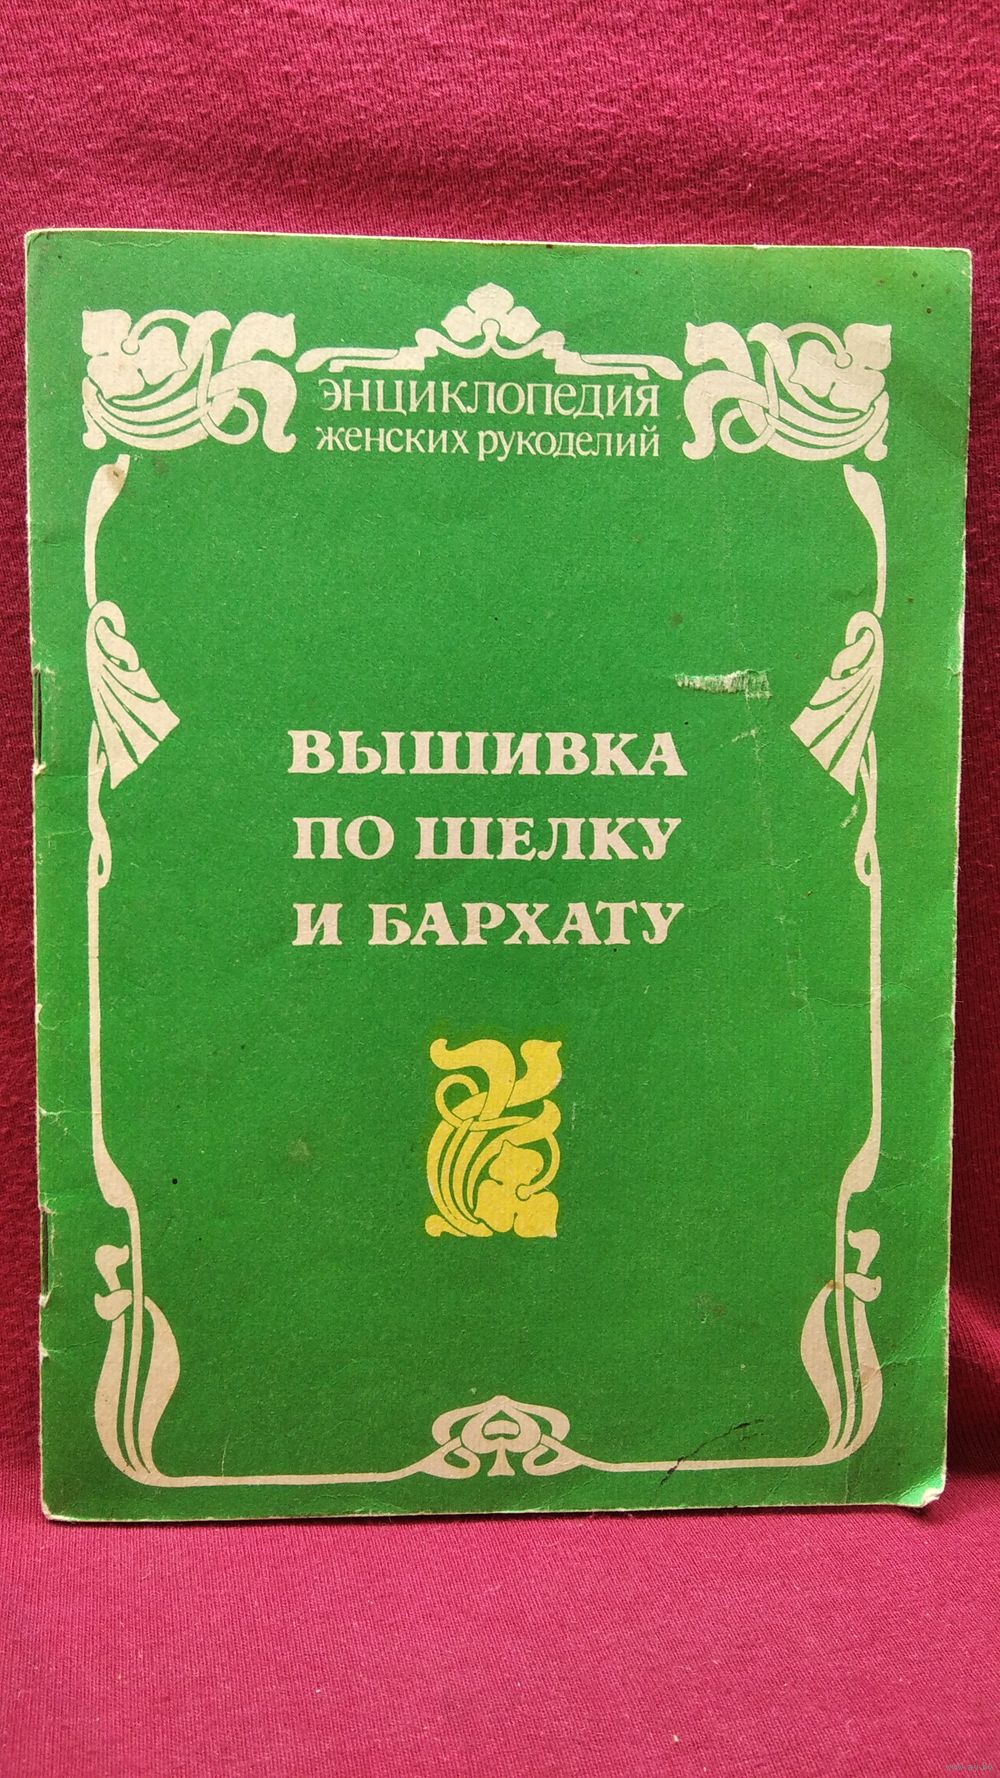 ЭНЦИКЛОПЕДИЯ
ЖЕНСКИХ РУКОДЕЛИЙ
ВЫШИВКА
ПО ШЕЛКУ
И БАРХАТУ